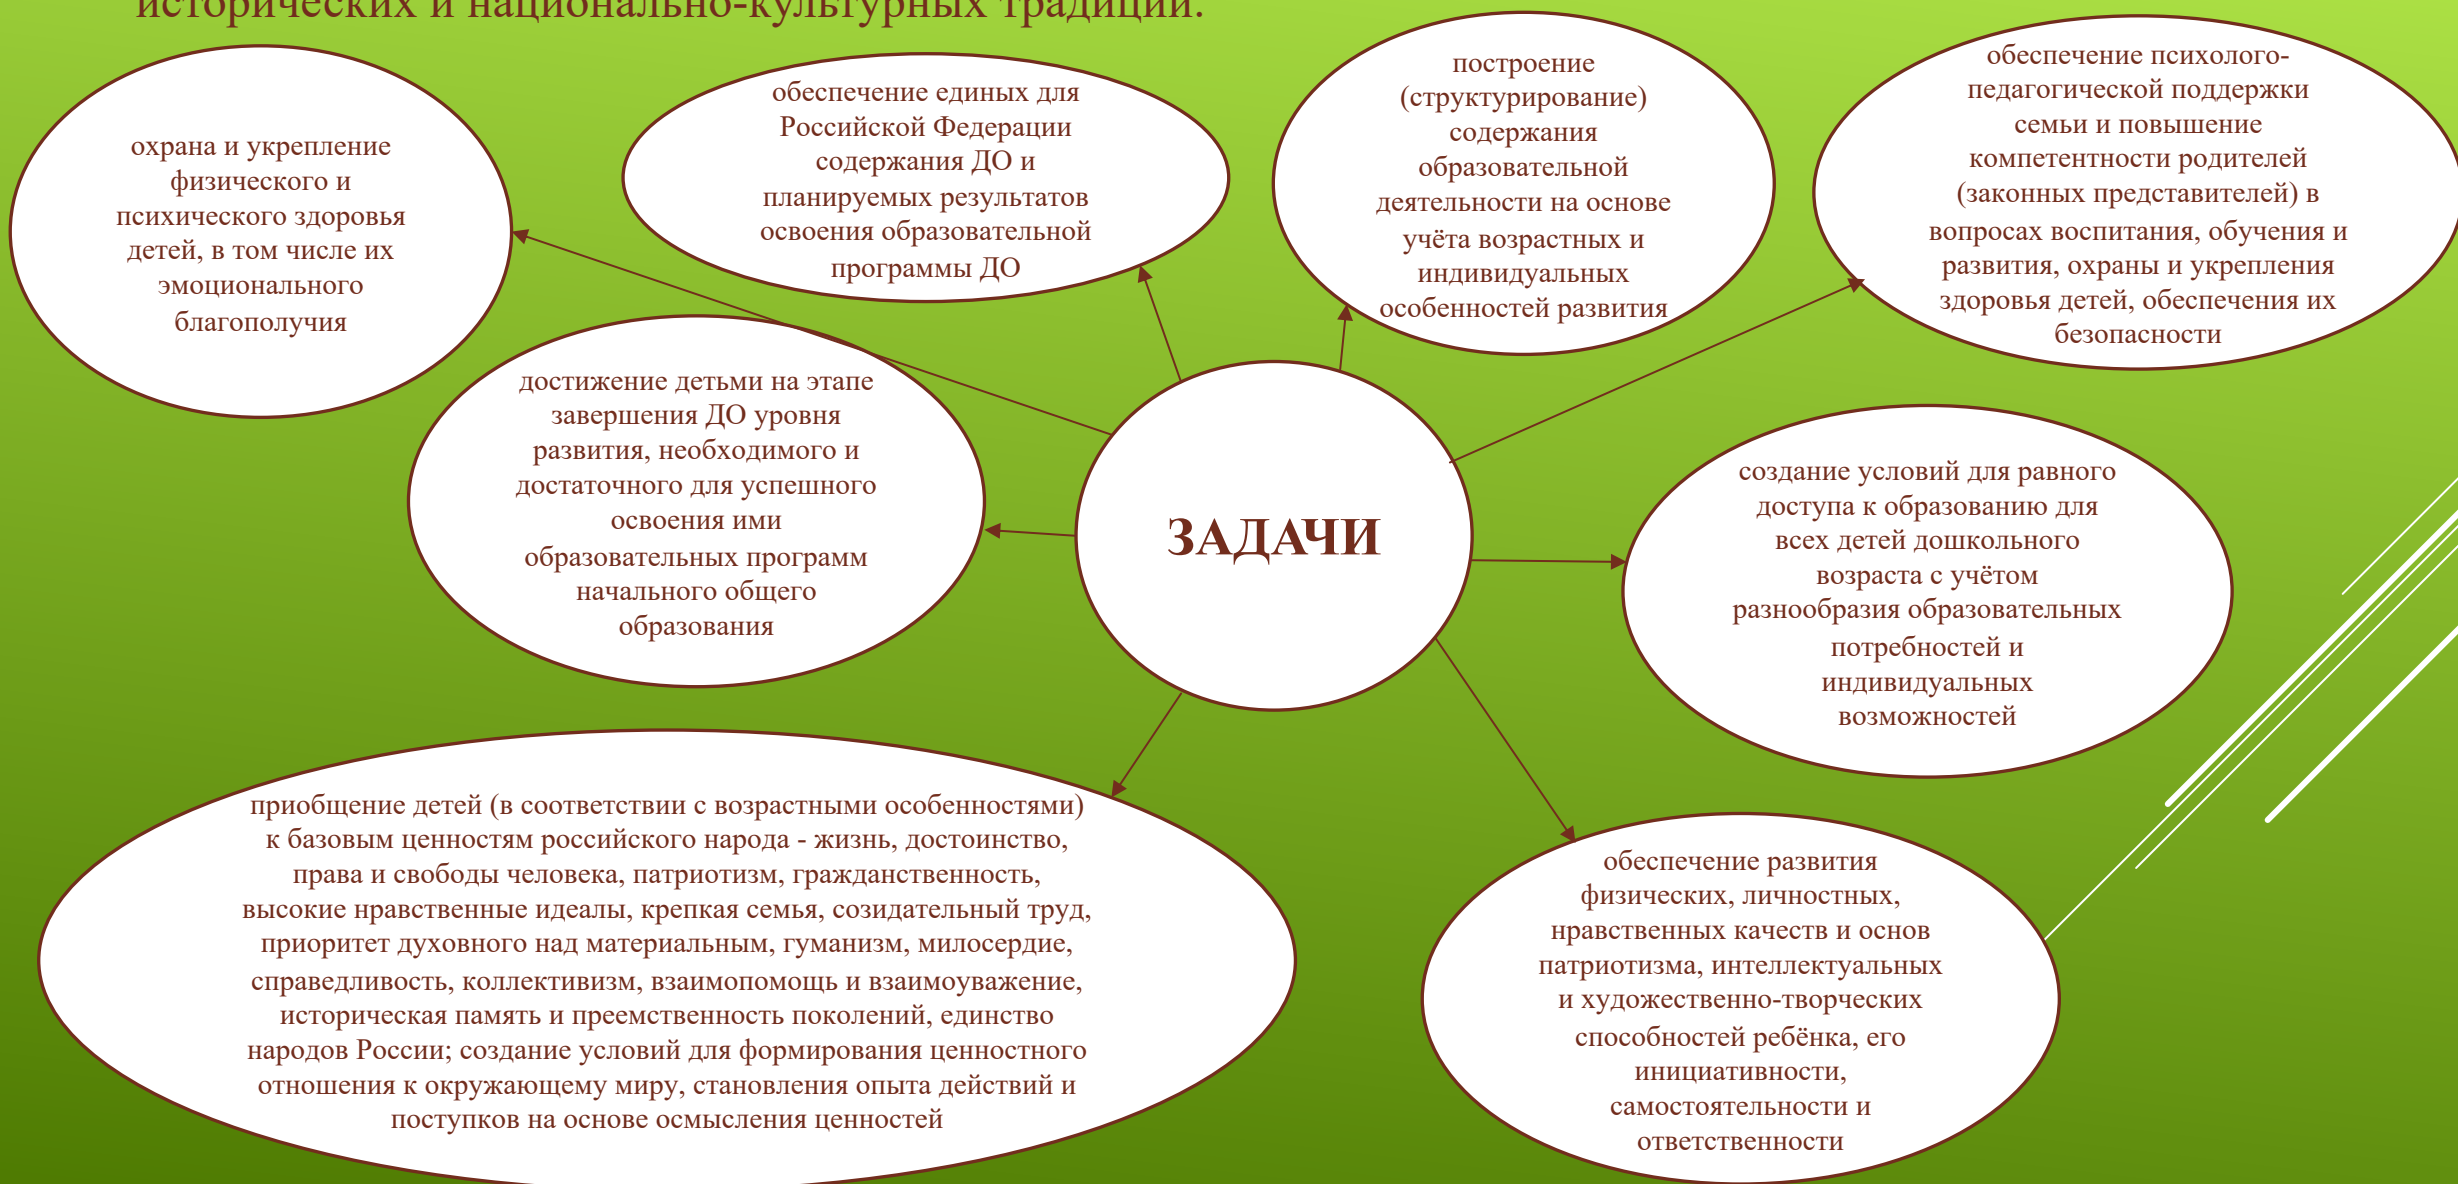 исторических и национально-культурных традиций.
охрана и укрепление
физического и
психического здоровья
детей, в том числе их
эмоционального
благополучия
обеспечение единых для
Российской Федерации
содержания ДО и
планируемых результатов
освоения образовательной
программы ДО
построение
(структурирование)
содержания
образовательной
деятельности на основе
учёта возрастных и
индивидуальных
особенностей развития
обеспечение психолого-
педагогической поддержки
семьи и повышение
компетентности родителей
(законных представителей) в
вопросах воспитания, обучения и
развития, охраны и укрепления
здоровья детей, обеспечения их
безопасности
достижение детьми на этапе
завершения ДО уровня
развития, необходимого и
достаточного для успешного
освоения ими
образовательных программ
начального общего
образования
ЗАДАЧИ
создание условий для равного
доступа к образованию для
всех детей дошкольного
возраста с учётом
разнообразия образовательных
потребностей и
индивидуальных
возможностей
приобщение детей (в соответствии с возрастными особенностями)
к базовым ценностям российского народа - жизнь, достоинство,
права и свободы человека, патриотизм, гражданственность,
высокие нравственные идеалы, крепкая семья, созидательный труд,
приоритет духовного над материальным, гуманизм, милосердие,
справедливость, коллективизм, взаимопомощь и взаимоуважение,
историческая память и преемственность поколений, единство
народов России; создание условий для формирования ценностного
отношения к окружающему миру, становления опыта действий и
поступков на основе осмысления ценностей
обеспечение развития
физических, личностных,
нравственных качеств и основ
патриотизма, интеллектуальных
и художественно-творческих
способностей ребёнка, его
инициативности,
самостоятельности и
ответственности